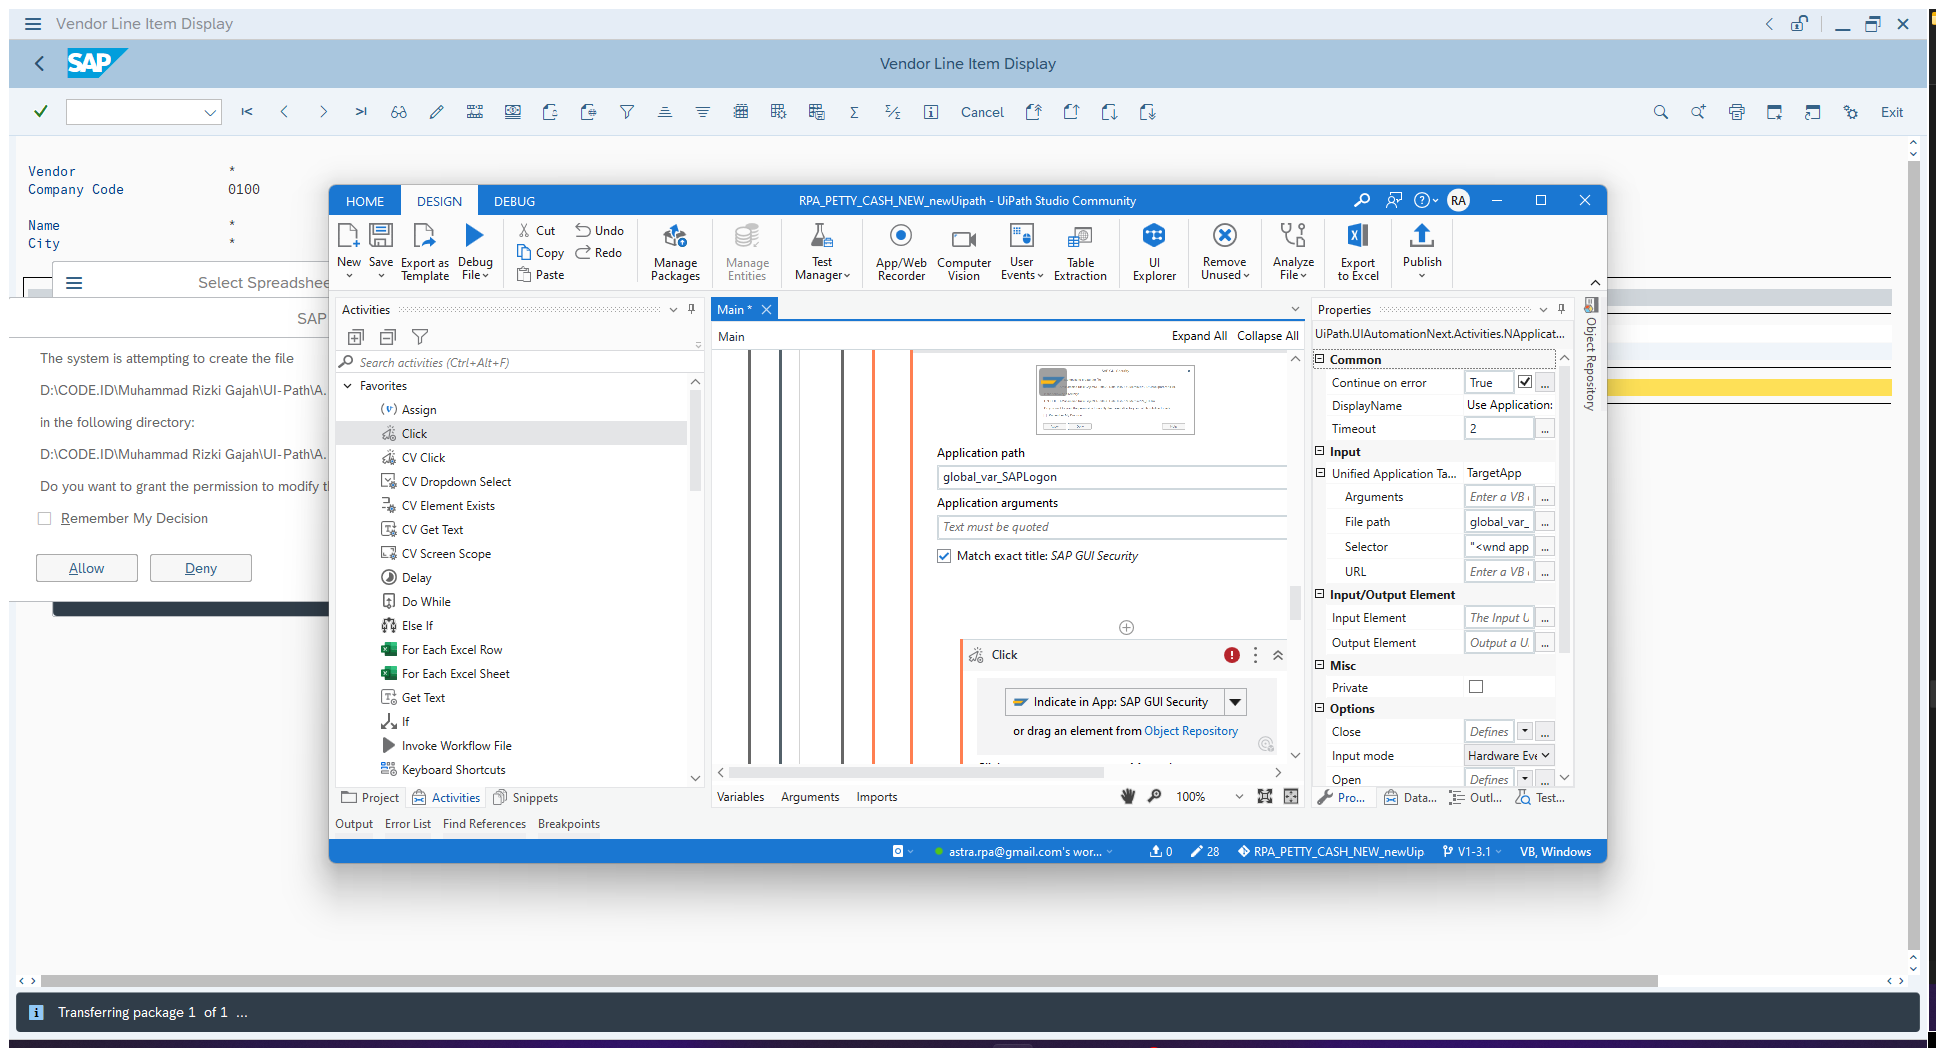 Vendor Line Item Display
SAP
Vendor Line Item Display
Cancel
Exit
Vendor *
Company Code 0100
Name *
City *
Select Spreadshee
SAP
The system is attempting to create the file
D:\CODE.ID\Muhammad Rizki Gajah\UI-Path\A.
in the following directory:
D:\CODE.ID\Muhammad Rizki Gajah\UI-Path\A.
Do you want to grant the permission to modify th
Remember My Decision
Allow Deny
HOME DESIGN DEBUG
RPA_PETTY_CASH_NEW_newUipath - UiPath Studio Community
RA
New
Save
Export as Template
Debug File
Cut
Copy
Paste
Undo
Redo
Manage Packages
Manage Entities
Test Manager
App/Web Recorder
Computer Vision
User Events
Table Extraction
UI Explorer
Remove Unused
Analyze File
Export to Excel
Publish
Activities
Search activities (Ctrl+Alt+F)
Favorites
Assign
Click
CV Click
CV Dropdown Select
CV Element Exists
CV Get Text
CV Screen Scope
Delay
Do While
Else If
For Each Excel Row
For Each Excel Sheet
Get Text
If
Invoke Workflow File
Keyboard Shortcuts
Project Activities Snippets
Main *
Main
Expand All Collapse All
Application path
global_var_SAPLogon
Application arguments
Text must be quoted
Match exact title: SAP GUI Security
Click
Indicate in App: SAP GUI Security
or drag an element from Object Repository
Variables Arguments Imports
100%
Properties
UiPath.UIAutomationNext.Activities.NApplicat...
Common
Continue on error True ...
DisplayName Use Application:
Timeout 2 ...
Input
Unified Application Ta... TargetApp
Arguments Enter a VB ...
File path global_var_ ...
Selector "<wnd app ...
URL Enter a VB ...
Input/Output Element
Input Element The Input U ...
Output Element Output a U. ...
Misc
Private
Options
Close Defines ...
Input mode Hardware Eve
Open Defines ...
Pro... Data... Outl... Test...
Object Repository
Output Error List Find References Breakpoints
astra.rpa@gmail.com's wor... 0 28 RPA_PETTY_CASH_NEW_newUip V1-3.1 VB, Windows
Transferring package 1 of 1 ...